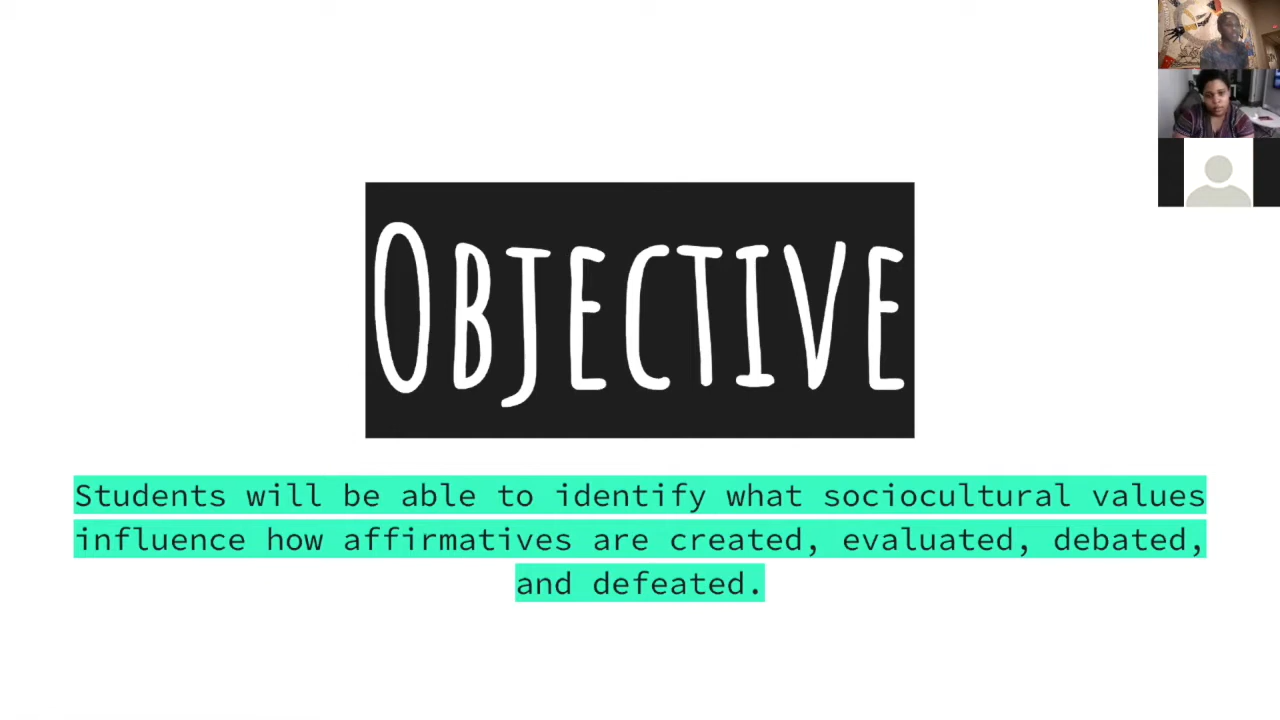 OBJECTIVE
Students will be able to identify what sociocultural values
influence how affirmatives are created, evaluated, debated,
and defeated.